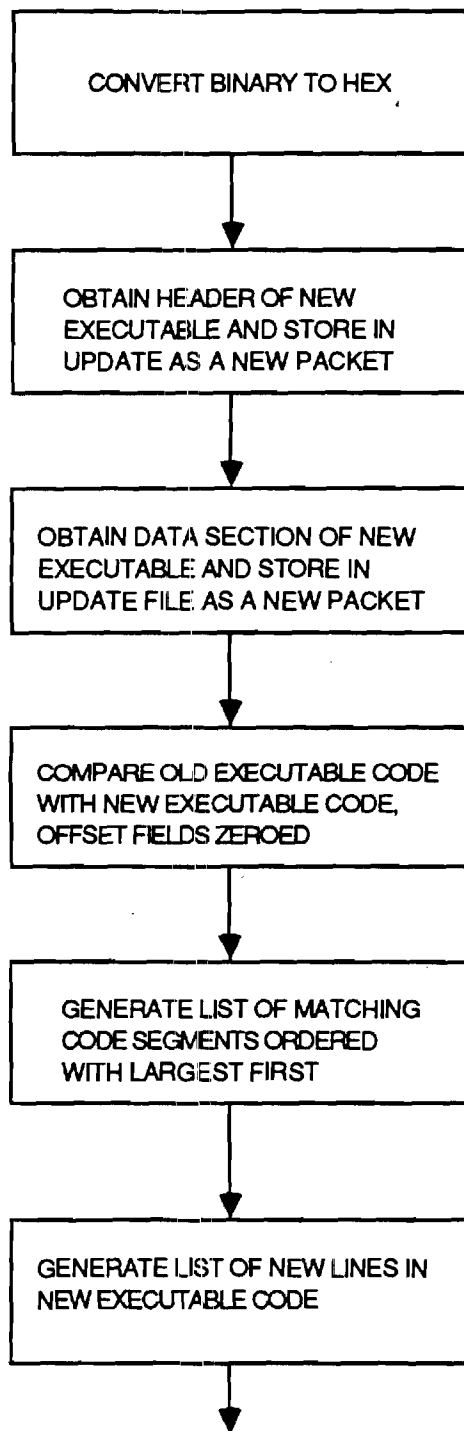 CONVERT BINARY TO HEX
OBTAIN HEADER OF NEW
EXECUTABLE AND STORE IN
UPDATE AS A NEW PACKET
OBTAIN DATA SECTION OF NEW
EXECUTABLE AND STORE IN
UPDATE FILE AS A NEW PACKET
COMPARE OLD EXECUTABLE CODE
WITH NEW EXECUTABLE CODE,
OFFSET FIELDS ZEROED
GENERATE LIST OF MATCHING
CODE SEGMENTS ORDERED
WITH LARGEST FIRST
GENERATE LIST OF NEW LINES IN
NEW EXECUTABLE CODE